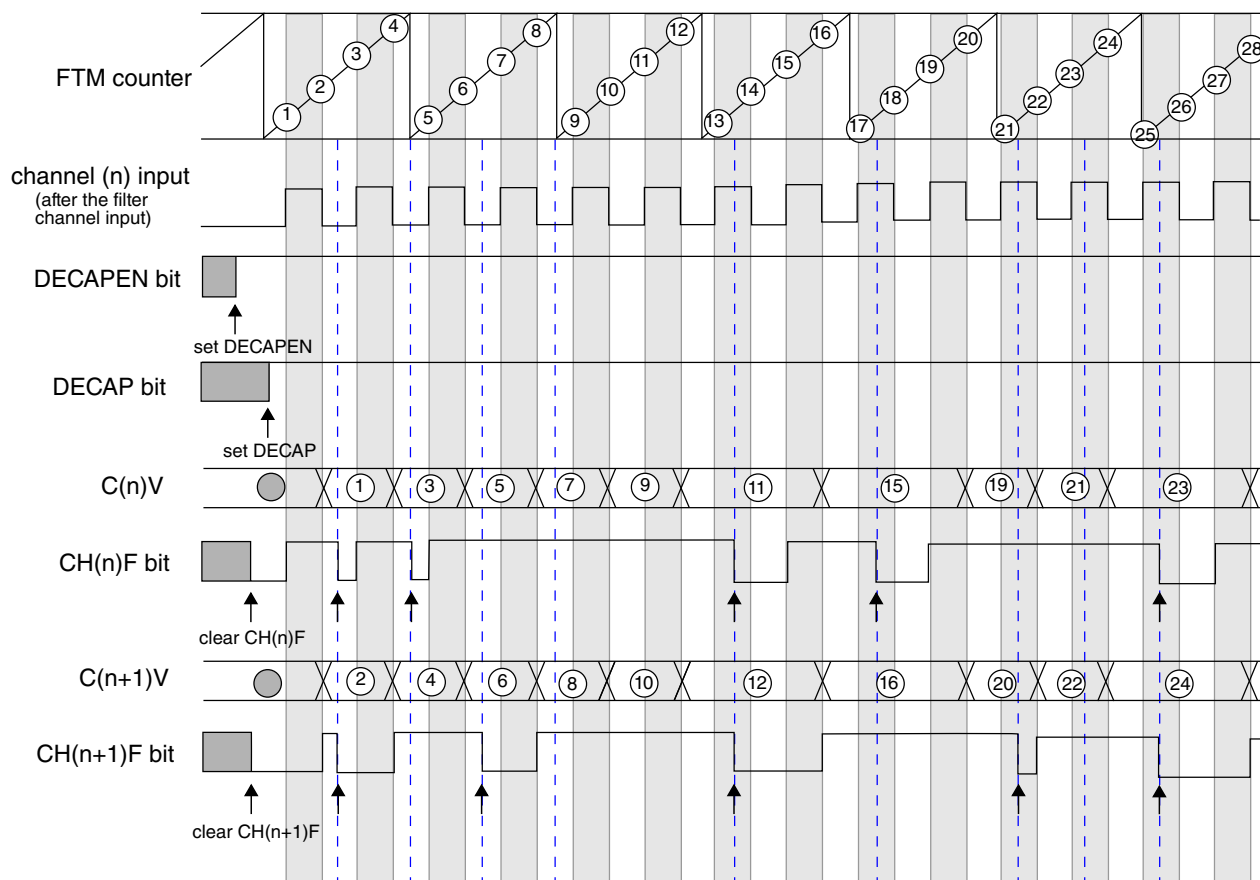 4 8 12 16 20 24 28
3 7 11 15 19 23 27
FTM counter
2 6 10 14 18 22 26
1 5 9 13 17 21 25
channel (n) input
(after the filter
channel input)
DECAPEN bit
set DECAPEN
DECAP bit
set DECAP
C(n)V 1 3 5 7 9 11 15 19 21 23
CH(n)F bit
clear CH(n)F
C(n+1)V 2 4 6 8 10 12 16 20 22 24
CH(n+1)F bit
clear CH(n+1)F